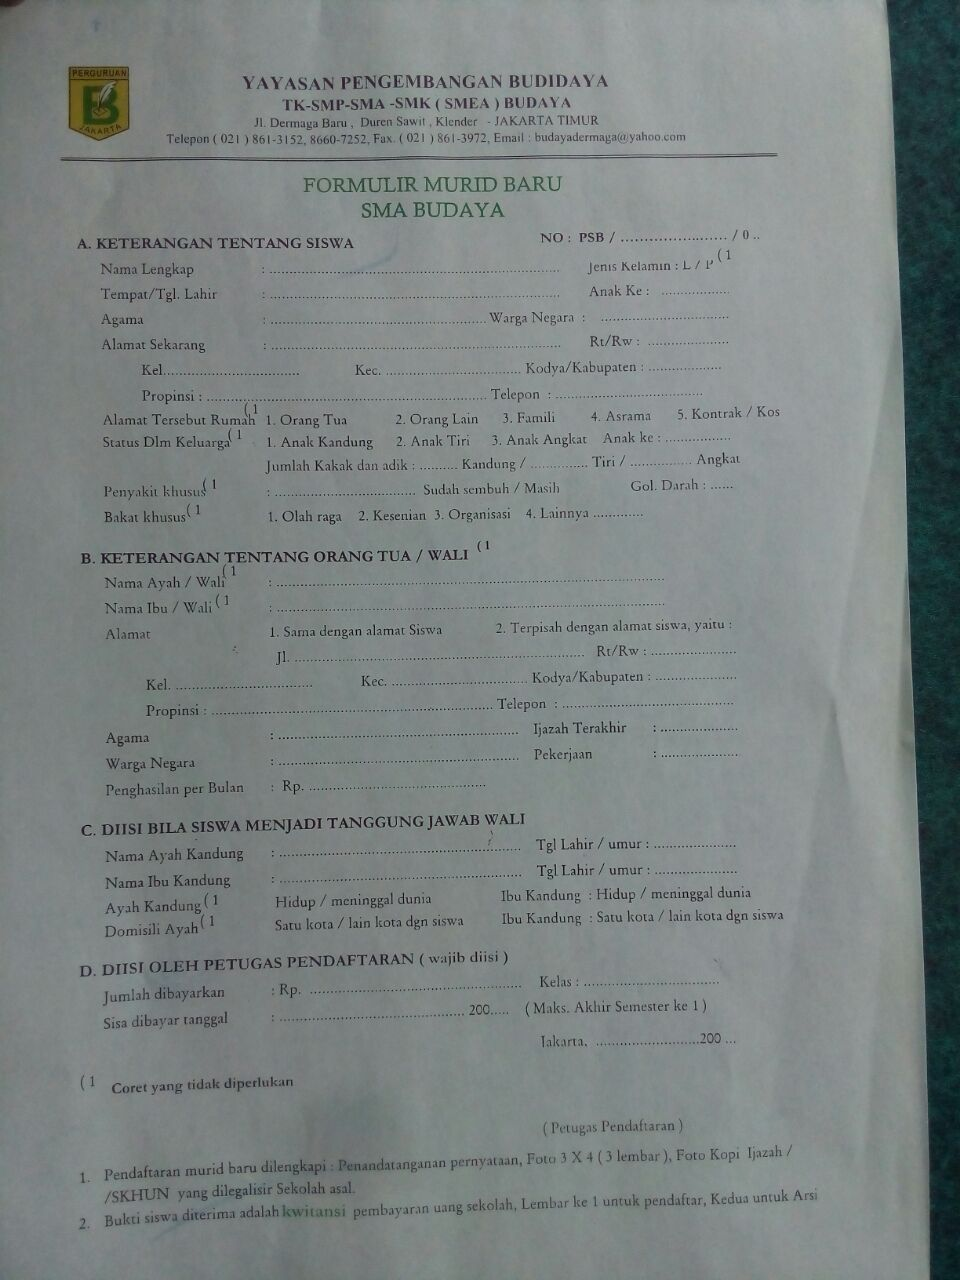 PERGURUAN
B
JAKARTA
YAYASAN PENGEMBANGAN BUDIDAYA
TK-SMP-SMA -SMK ( SMEA ) BUDAYA
Jl. Dermaga Baru , Duren Sawit , Klender - JAKARTA TIMUR
Telepon ( 021 ) 861-3152, 8660-7252, Fax. ( 021 ) 861-3972, Email : budayadermaga@yahoo.com
FORMULIR MURID BARU
SMA BUDAYA
NO : PSB / ....................... / 0 ..
A. KETERANGAN TENTANG SISWA
Nama Lengkap : .......................................................... Jenis Kelamin : L / P ( 1
Tempat/Tgl. Lahir : .......................................................... Anak Ke : .................
Agama : ........................................... Warga Negara : ................................
Alamat Sekarang : .......................................................... Rt/Rw : ....................
Kel.................................. Kec. .................................. Kodya/Kabupaten : ..................
Propinsi : ...................................................................... Telepon : ............................................
Alamat Tersebut Rumah ( 1 1. Orang Tua 2. Orang Lain 3. Famili 4. Asrama 5. Kontrak / Kos
Status Dlm Keluarga ( 1 1. Anak Kandung 2. Anak Tiri 3. Anak Angkat Anak ke : ................
Jumlah Kakak dan adik : .......... Kandung / .............. Tiri / ............... Angkat
Penyakit khusus ( 1 : ................................... Sudah sembuh / Masih Gol. Darah : ......
Bakat khusus ( 1 1. Olah raga 2. Kesenian 3. Organisasi 4. Lainnya ............
B. KETERANGAN TENTANG ORANG TUA / WALI ( 1
Nama Ayah / Wali ( 1 : ................................................................................
Nama Ibu / Wali ( 1 : ................................................................................
Alamat 1. Sama dengan alamat Siswa 2. Terpisah dengan alamat siswa, yaitu :
Jl. ......................................................................... Rt/Rw : .....................
Kel. .................................. Kec. .................................. Kodya/Kabupaten : ....................
Propinsi : ...................................................................... Telepon : ...........................................
Agama : ............................................................. Ijazah Terakhir : ...................
Warga Negara : ............................................................. Pekerjaan : ...................
Penghasilan per Bulan : Rp. ............................................
C. DIISI BILA SISWA MENJADI TANGGUNG JAWAB WALI
Nama Ayah Kandung : ............................................................. Tgl Lahir / umur : .....................
Nama Ibu Kandung : ............................................................. Tgl Lahir / umur : .....................
Ayah Kandung ( 1 Hidup / meninggal dunia Ibu Kandung : Hidup / meninggal dunia
Domisili Ayah ( 1 Satu kota / lain kota dgn siswa Ibu Kandung : Satu kota / lain kota dgn siswa
D. DIISI OLEH PETUGAS PENDAFTARAN ( wajib diisi )
Jumlah dibayarkan : Rp. ..................................................... Kelas : .................................
Sisa dibayar tanggal : .............................................. 200..... ( Maks. Akhir Semester ke 1 )
Jakarta, ..........................200 ...
( 1 Coret yang tidak diperlukan
( Petugas Pendaftaran )
1. Pendaftaran murid baru dilengkapi : Penandatanganan pernyataan, Foto 3 X 4 ( 3 lembar ), Foto Kopi Ijazah /
/SKHUN yang dilegalisir Sekolah asal.
2. Bukti siswa diterima adalah kwitansi pembayaran uang sekolah, Lembar ke 1 untuk pendaftar, Kedua untuk Arsi